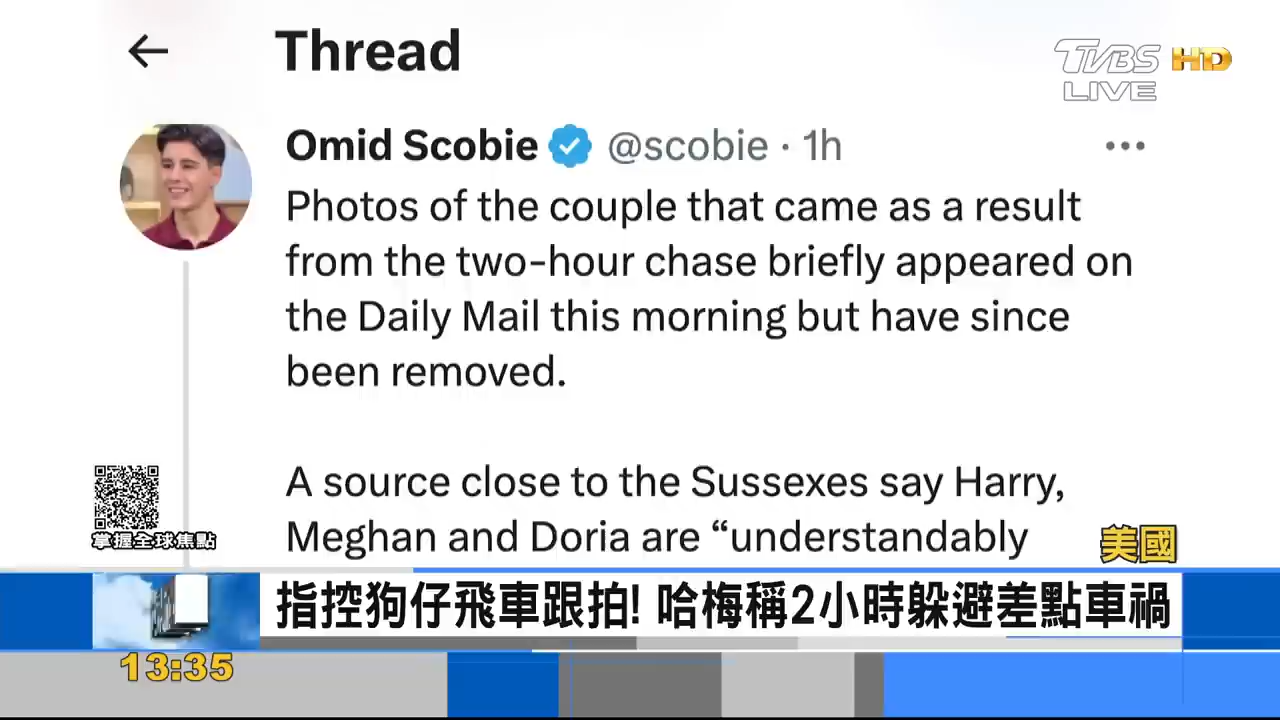 Thread
TVBS HD
LIVE
Omid Scobie @scobie · 1h
Photos of the couple that came as a result
from the two-hour chase briefly appeared on
the Daily Mail this morning but have since
been removed.
A source close to the Sussexes say Harry,
Meghan and Doria are “understandably
掌握全球焦點
美國
指控狗仔飛車跟拍! 哈梅稱2小時躲避差點車禍
13:35